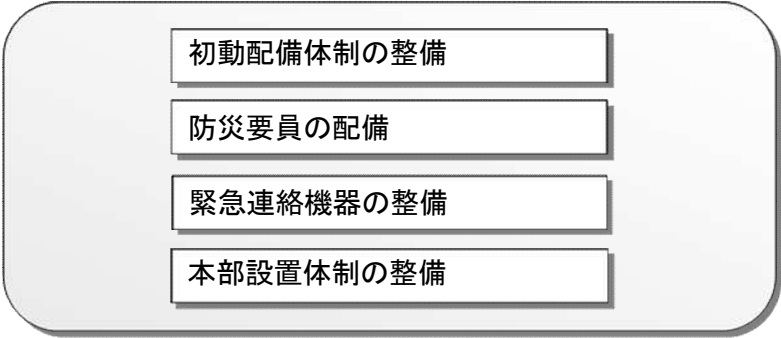 初動配備体制の整備
防災要員の配備
緊急連絡機器の整備
本部設置体制の整備